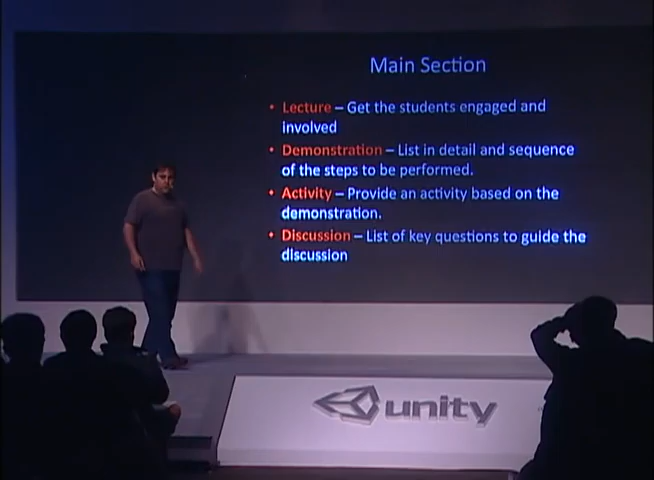 Main Section
• Lecture – Get the students engaged and
involved
• Demonstration – List in detail and sequence
of the steps to be performed.
• Activity – Provide an activity based on the
demonstration.
• Discussion – List of key questions to guide the
discussion
unity